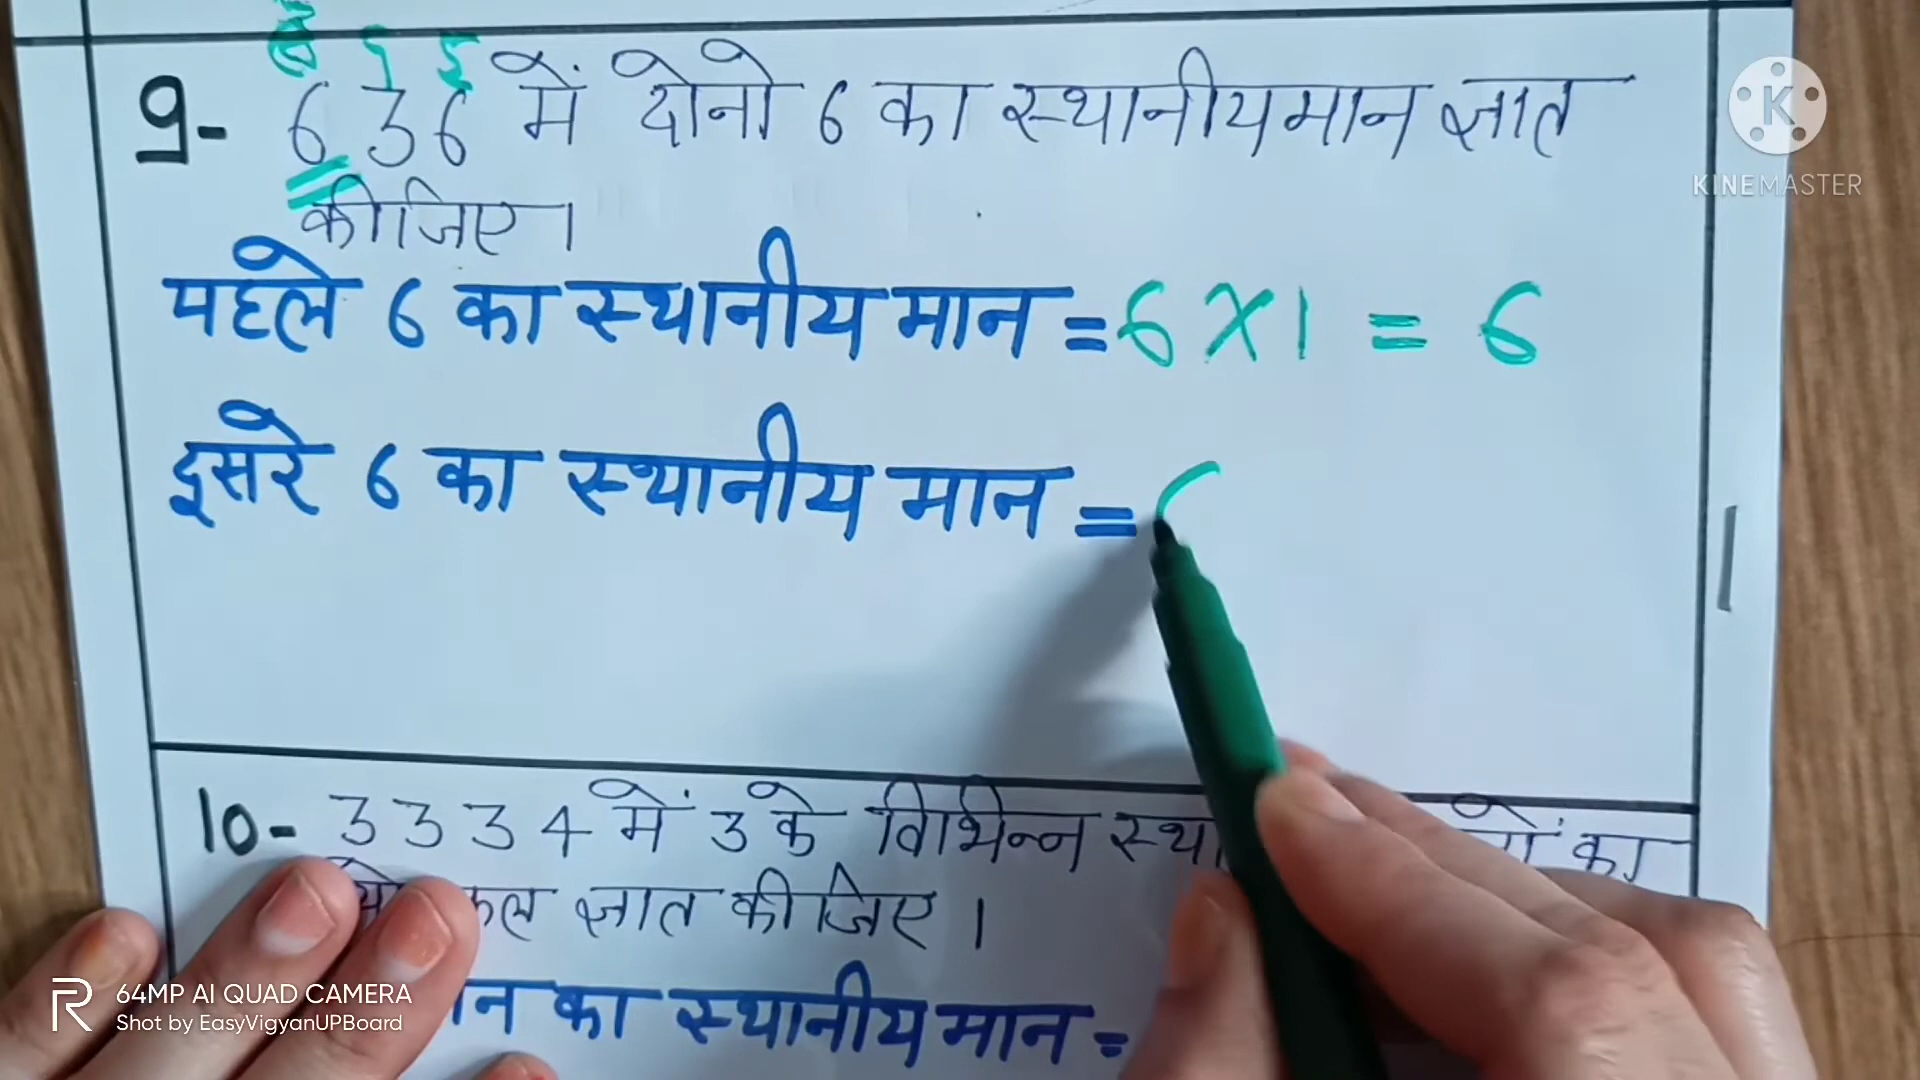 9- 636 में दोनो 6 का स्थानीयमान ज्ञात
कीजिए।
पहले 6 का स्थानीय मान = 6 X 1 = 6
दुसरे 6 का स्थानीय मान =
10- 3334 में 3 के विभिन्न का
ज्ञात कीजिए।
का स्थानीय मान =
K
KINEMASTER
64MP AI QUAD CAMERA
Shot by EasyVigyanUPBoard